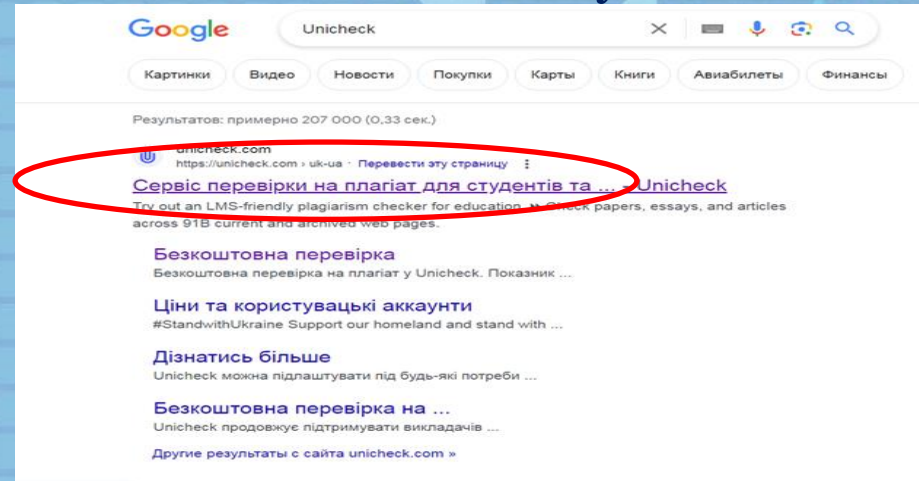 Google
Unicheck
Картинки Видео Новости Покупки Карты Книги Авиабилеты Финансы
Результатов: примерно 207 000 (0,33 сек.)
unicheck.com
https://unicheck.com › uk-ua · Перевести эту страницу
Сервіс перевірки на плагіат для студентів та ... - Unicheck
Try out an LMS-friendly plagiarism checker for education. » Check papers, essays, and articles
across 91B current and archived web pages.
Безкоштовна перевірка
Безкоштовна перевірка на плагіат у Unicheck. Показник ...
Ціни та користувацькі аккаунти
#StandwithUkraine Support our homeland and stand with ...
Дізнатись більше
Unicheck можна підлаштувати під будь-які потреби ...
Безкоштовна перевірка на ...
Unicheck продовжує підтримувати викладачів ...
Другие результаты с сайта unicheck.com »